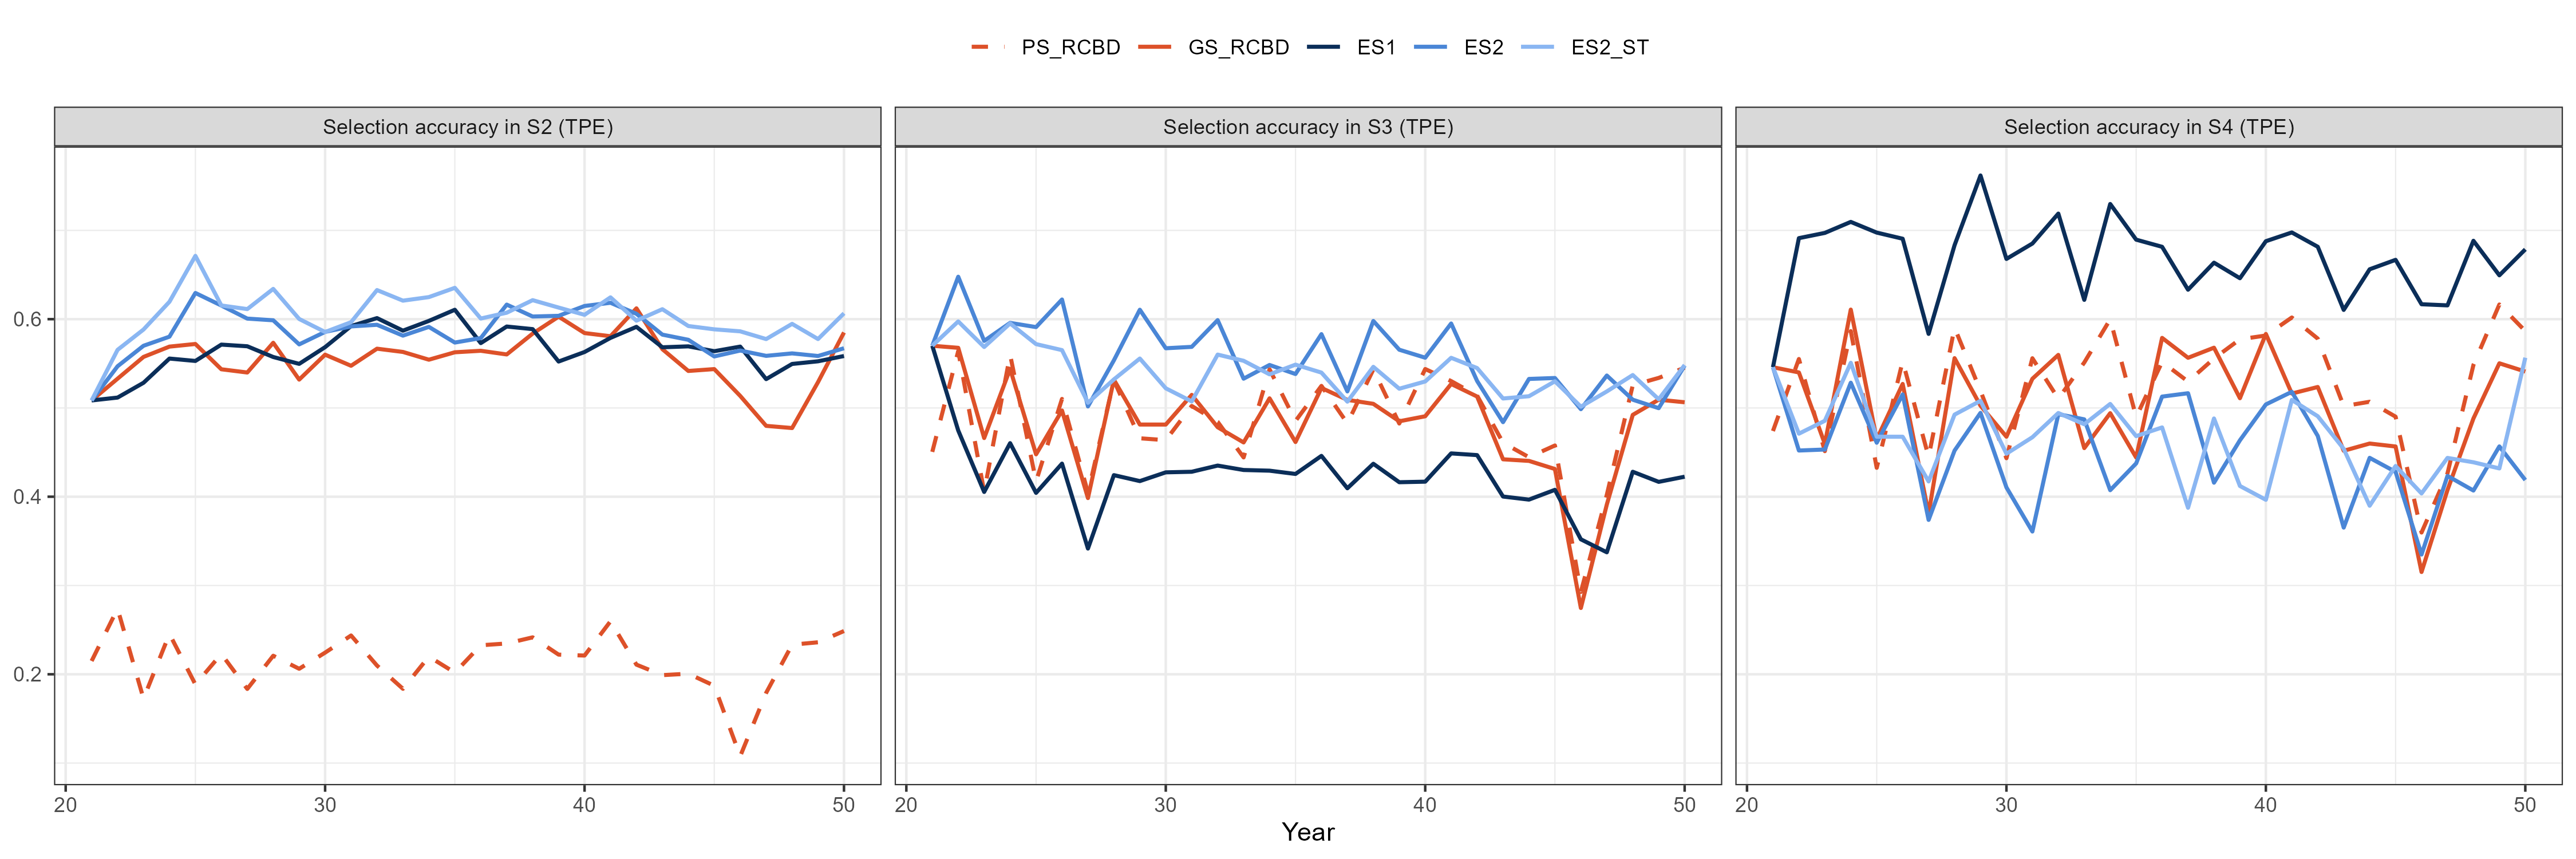 PS_RCBD GS_RCBD ES1 ES2 ES2_ST
Selection accuracy in S2 (TPE) Selection accuracy in S3 (TPE) Selection accuracy in S4 (TPE)
0.6
0.4
0.2
20 30 40 50 20 30 40 50 20 30 40 50
Year